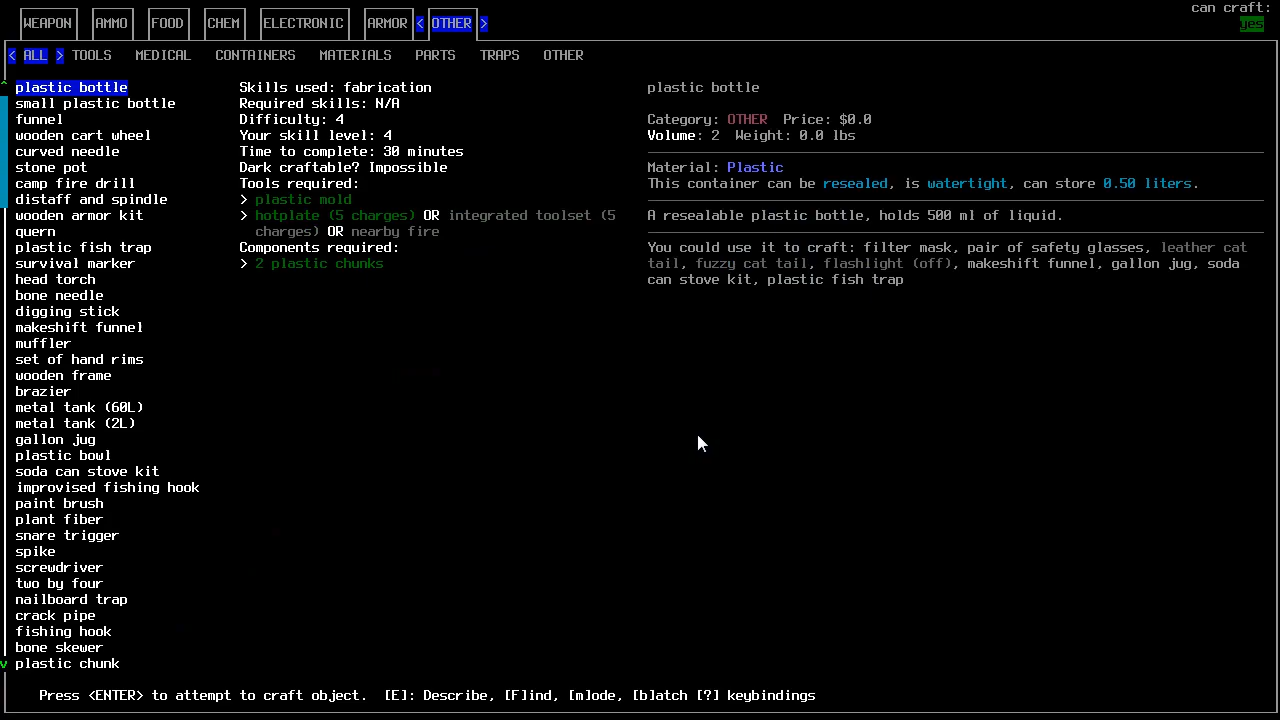 can craft:
WEAPON AMMO FOOD CHEM ELECTRONIC ARMOR < OTHER > yes
< ALL > TOOLS MEDICAL CONTAINERS MATERIALS PARTS TRAPS OTHER
^
plastic bottle
small plastic bottle
funnel
wooden cart wheel
curved needle
stone pot
camp fire drill
distaff and spindle
wooden armor kit
quern
plastic fish trap
survival marker
head torch
bone needle
digging stick
makeshift funnel
muffler
set of hand rims
wooden frame
brazier
metal tank (60L)
metal tank (2L)
gallon jug
plastic bowl
soda can stove kit
improvised fishing hook
paint brush
plant fiber
snare trigger
spike
screwdriver
two by four
nailboard trap
crack pipe
fishing hook
bone skewer
v plastic chunk
Skills used: fabrication
Required skills: N/A
Difficulty: 4
Your skill level: 4
Time to complete: 30 minutes
Dark craftable? Impossible
Tools required:
> plastic mold
> hotplate (5 charges) OR integrated toolset (5
charges) OR nearby fire
Components required:
> 2 plastic chunks
plastic bottle
Category: OTHER Price: $0.0
Volume: 2 Weight: 0.0 lbs
Material: Plastic
This container can be resealed, is watertight, can store 0.50 liters.
A resealable plastic bottle, holds 500 ml of liquid.
You could use it to craft: filter mask, pair of safety glasses, leather cat
tail, fuzzy cat tail, flashlight (off), makeshift funnel, gallon jug, soda
can stove kit, plastic fish trap
Press <ENTER> to attempt to craft object. [E]: Describe, [F]ind, [m]ode, [b]atch [?] keybindings